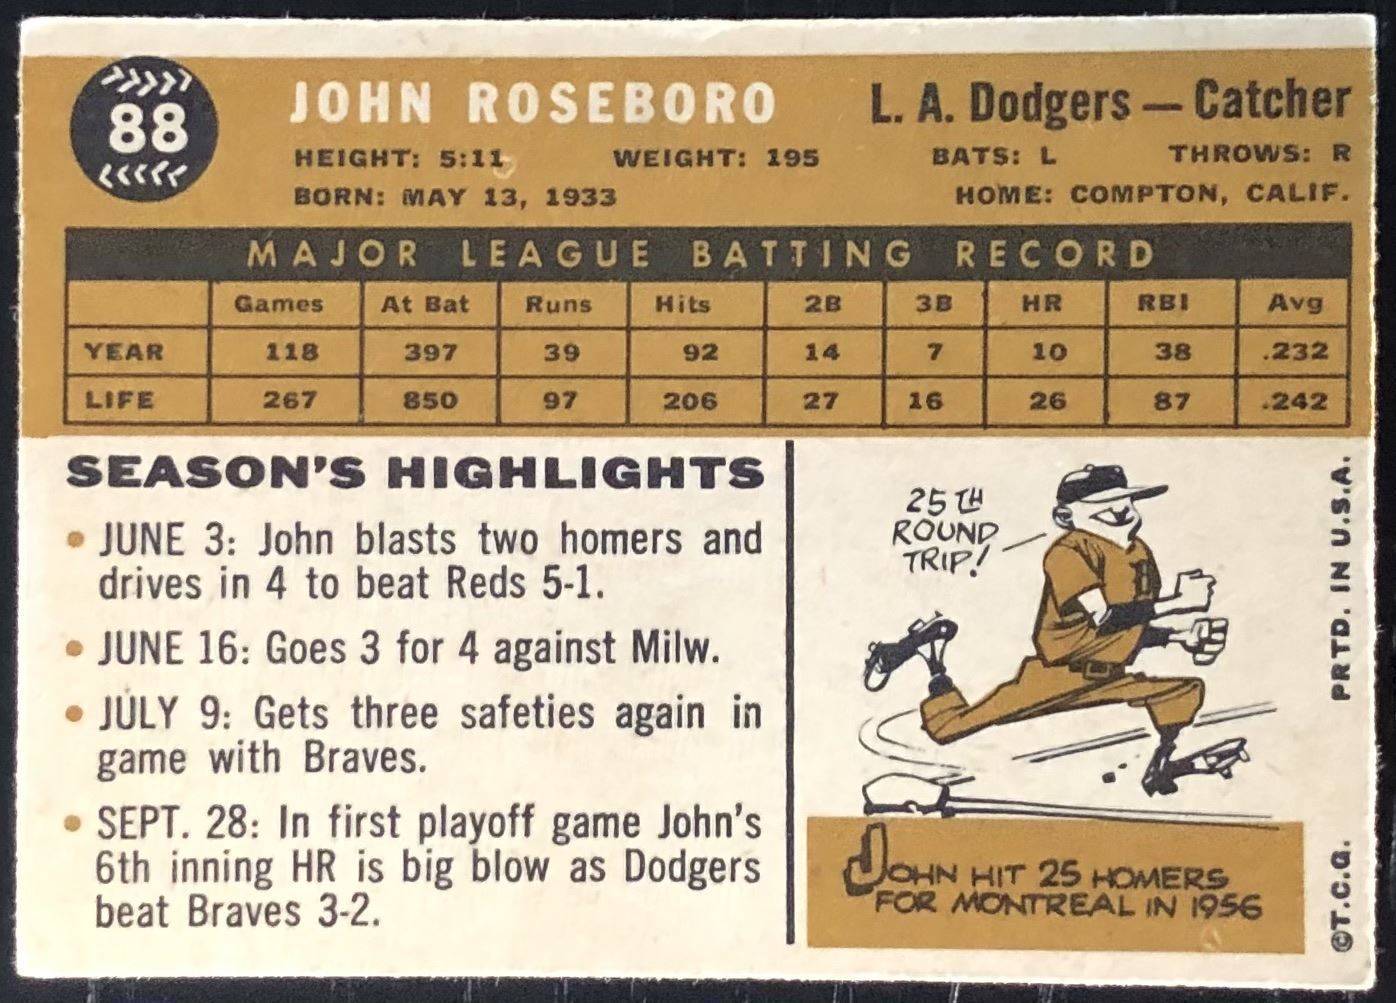 88
JOHN ROSEBORO
L. A. Dodgers — Catcher
HEIGHT: 5:11 WEIGHT: 195 BATS: L THROWS: R
BORN: MAY 13, 1933 HOME: COMPTON, CALIF.
MAJOR LEAGUE BATTING RECORD
Games At Bat Runs Hits 2B 3B HR RBI Avg
YEAR 118 397 39 92 14 7 10 38 .232
LIFE 267 850 97 206 27 16 26 87 .242
SEASON'S HIGHLIGHTS
• JUNE 3: John blasts two homers and
drives in 4 to beat Reds 5-1.
• JUNE 16: Goes 3 for 4 against Milw.
• JULY 9: Gets three safeties again in
game with Braves.
• SEPT. 28: In first playoff game John's
6th inning HR is big blow as Dodgers
beat Braves 3-2.
25TH
ROUND
TRIP!
JOHN HIT 25 HOMERS
FOR MONTREAL IN 1956
©T.C.G. PRTD. IN U.S.A.